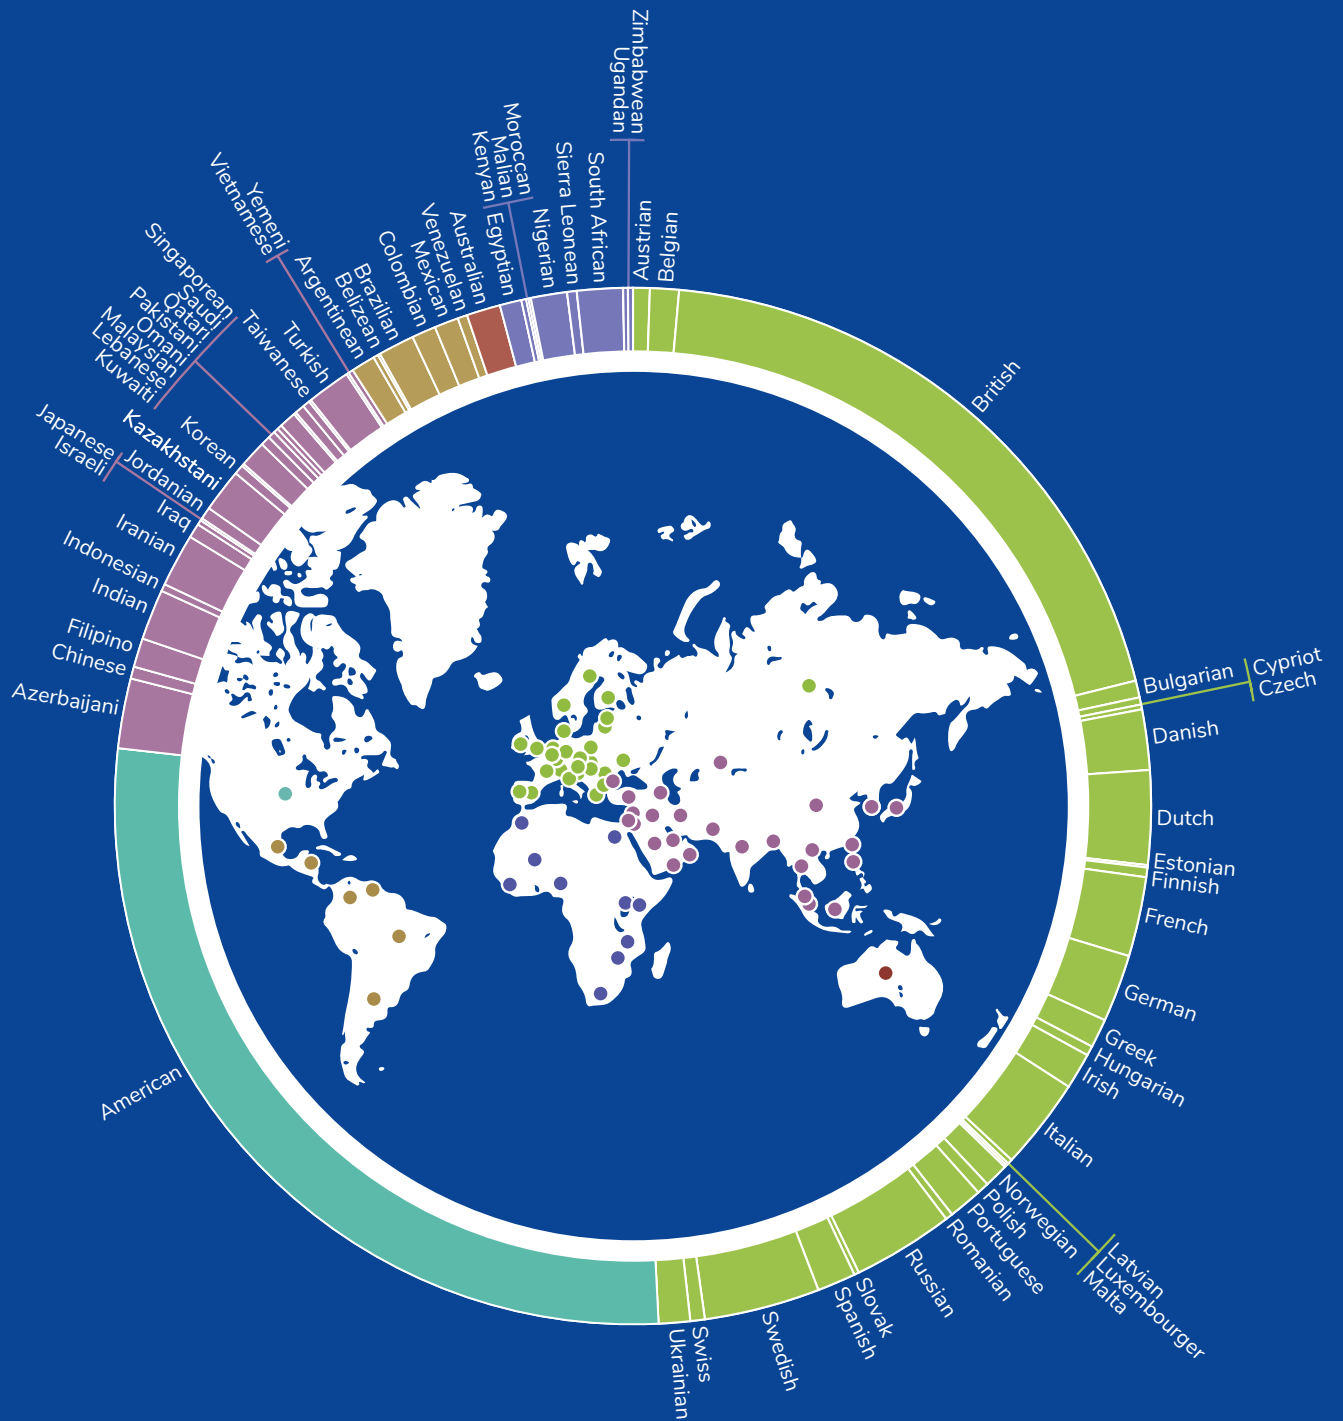 Zimbabwean
Ugandan
Austrian
Belgian
British
Bulgarian
Cypriot
Czech
Danish
Dutch
Estonian
Finnish
French
German
Greek
Hungarian
Irish
Italian
Latvian
Luxembourger
Malta
Norwegian
Polish
Portuguese
Romanian
Russian
Slovak
Spanish
Swedish
Swiss
Ukrainian
American
Azerbaijani
Chinese
Filipino
Indian
Indonesian
Iranian
Iraq
Israeli
Japanese
Jordanian
Kazakhstani
Korean
Kuwaiti
Lebanese
Malaysian
Omani
Pakistani
Qatari
Saudi
Singaporean
Taiwanese
Turkish
Vietnamese
Yemeni
Argentinean
Belizean
Brazilian
Colombian
Mexican
Venezuelan
Australian
Egyptian
Kenyan
Malian
Moroccan
Nigerian
Sierra Leonean
South African